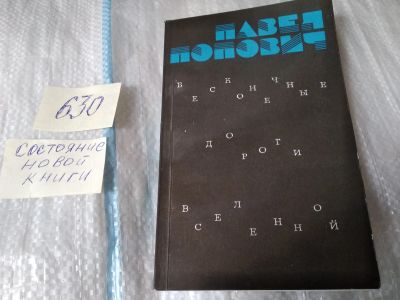 ПАВЕЛ
ПОПОВИЧ
БЕСКОНЕЧНЫЕ
ДОРОГИ
ВСЕЛЕННОЙ
630
СОСТОЯНИЕ
НОВОЙ
КНИГИ